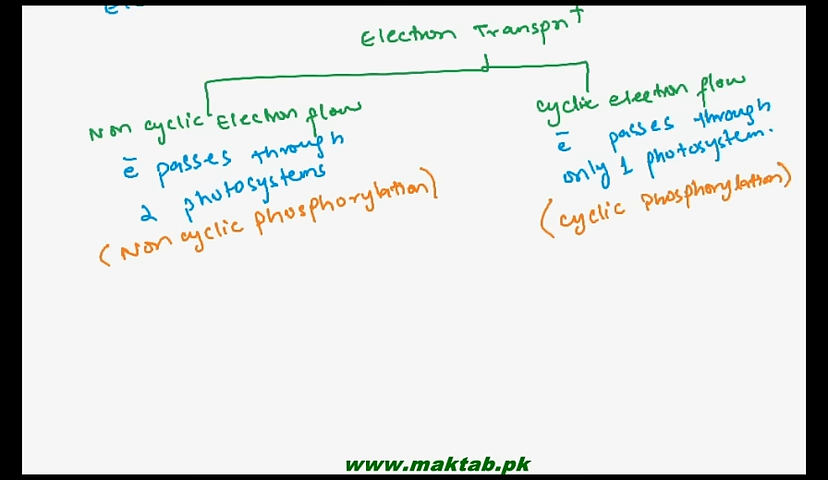 Electron Transport
Non cyclic Electron flow
ē passes through
2 photosystems
(Non cyclic phosphorylation)
cyclic electron flow
ē passes through
only 1 photosystem.
(cyclic phosphorylation)
www.maktab.pk